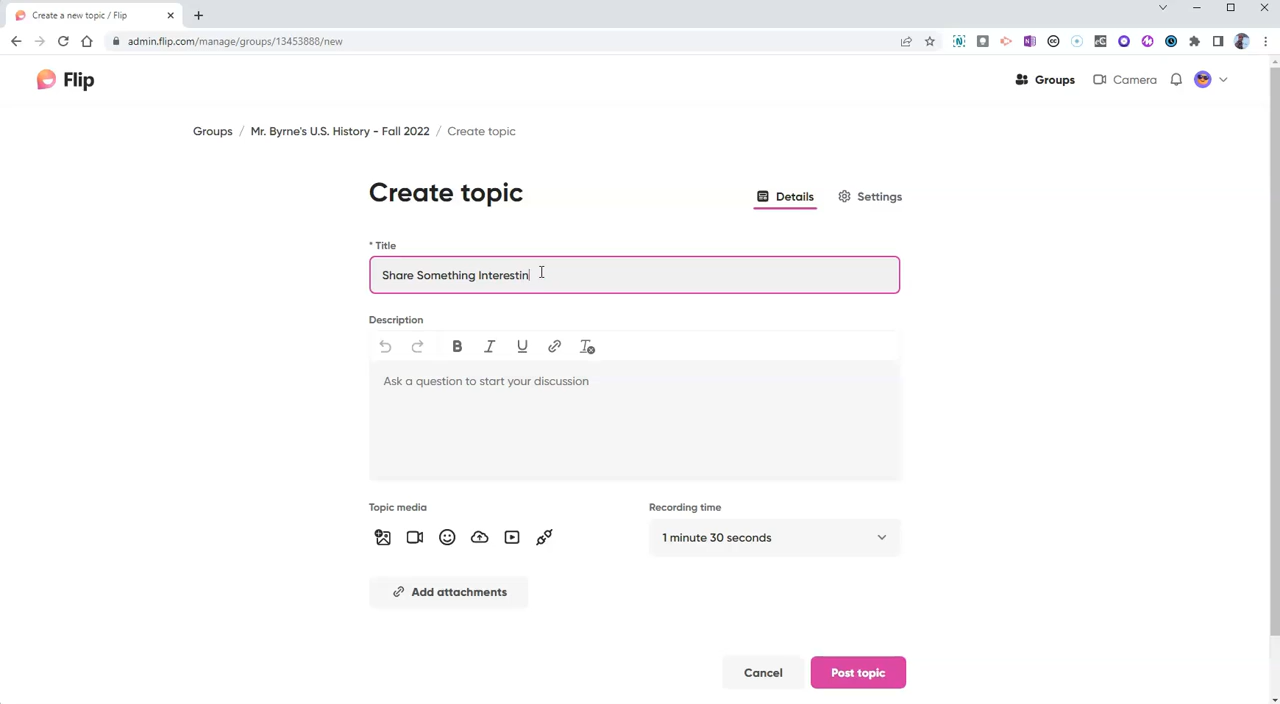 Create a new topic / Flip
admin.flip.com/manage/groups/13453888/new
Flip
Groups
Camera
Groups / Mr. Byrne's U.S. History - Fall 2022 / Create topic
Create topic
Details
Settings
* Title
Share Something Interestin
Description
B I U
Ask a question to start your discussion
Topic media
Recording time
1 minute 30 seconds
Add attachments
Cancel
Post topic